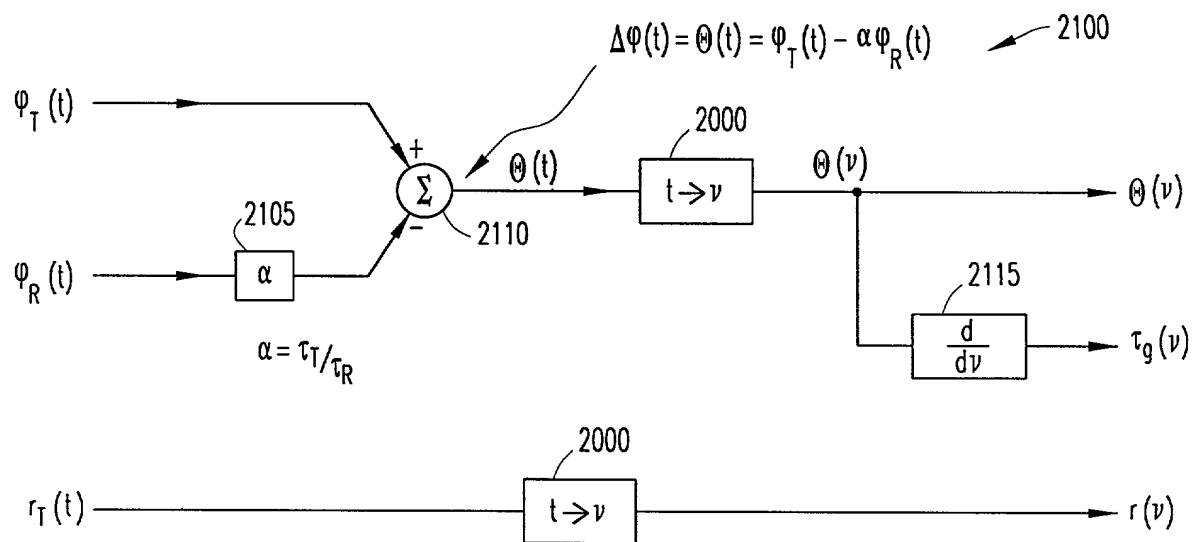 Δφ(t) = Θ(t) = φ_T(t) - αφ_R(t)
2100
φ_T(t)
+
Σ
-
2110
Θ(t)
2000
t→ν
Θ(ν)
Θ(ν)
2105
φ_R(t)
α
α = τ_T/τ_R
2115
d/dν
τ_g(ν)
2000
r_T(t)
t→ν
r(ν)